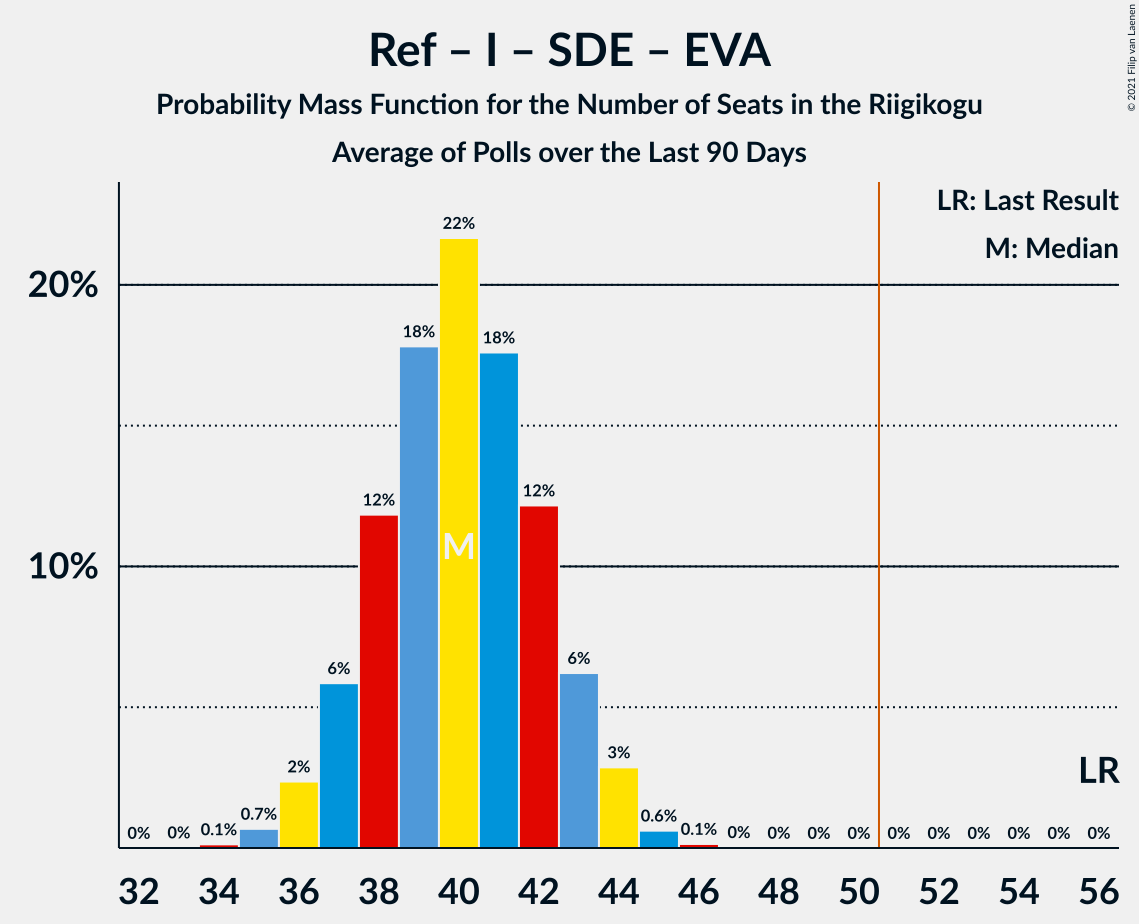 Ref – I – SDE – EVA
Probability Mass Function for the Number of Seats in the Riigikogu
Average of Polls over the Last 90 Days
© 2021 Filip van Laenen
LR: Last Result
M: Median
20%
10%
0% 0% 0.1% 0.7% 2% 6% 12% 18% 22% 18% 12% 6% 3% 0.6% 0.1% 0% 0% 0% 0% 0% 0% 0% 0% 0% 0%
M
LR
32 34 36 38 40 42 44 46 48 50 52 54 56